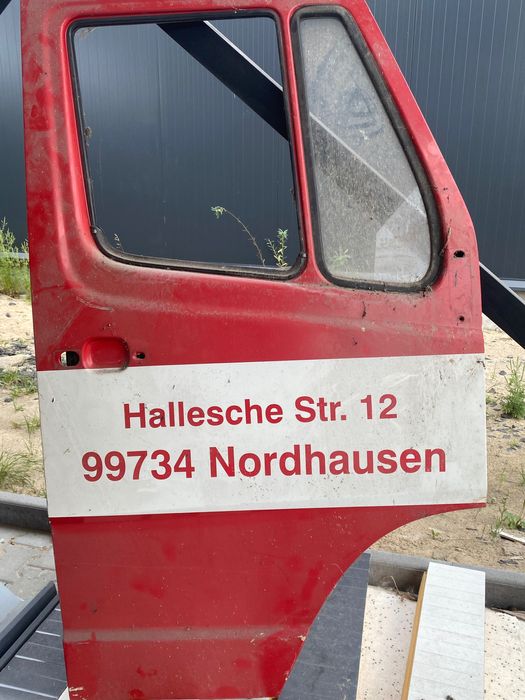 Hallesche Str. 12
99734 Nordhausen